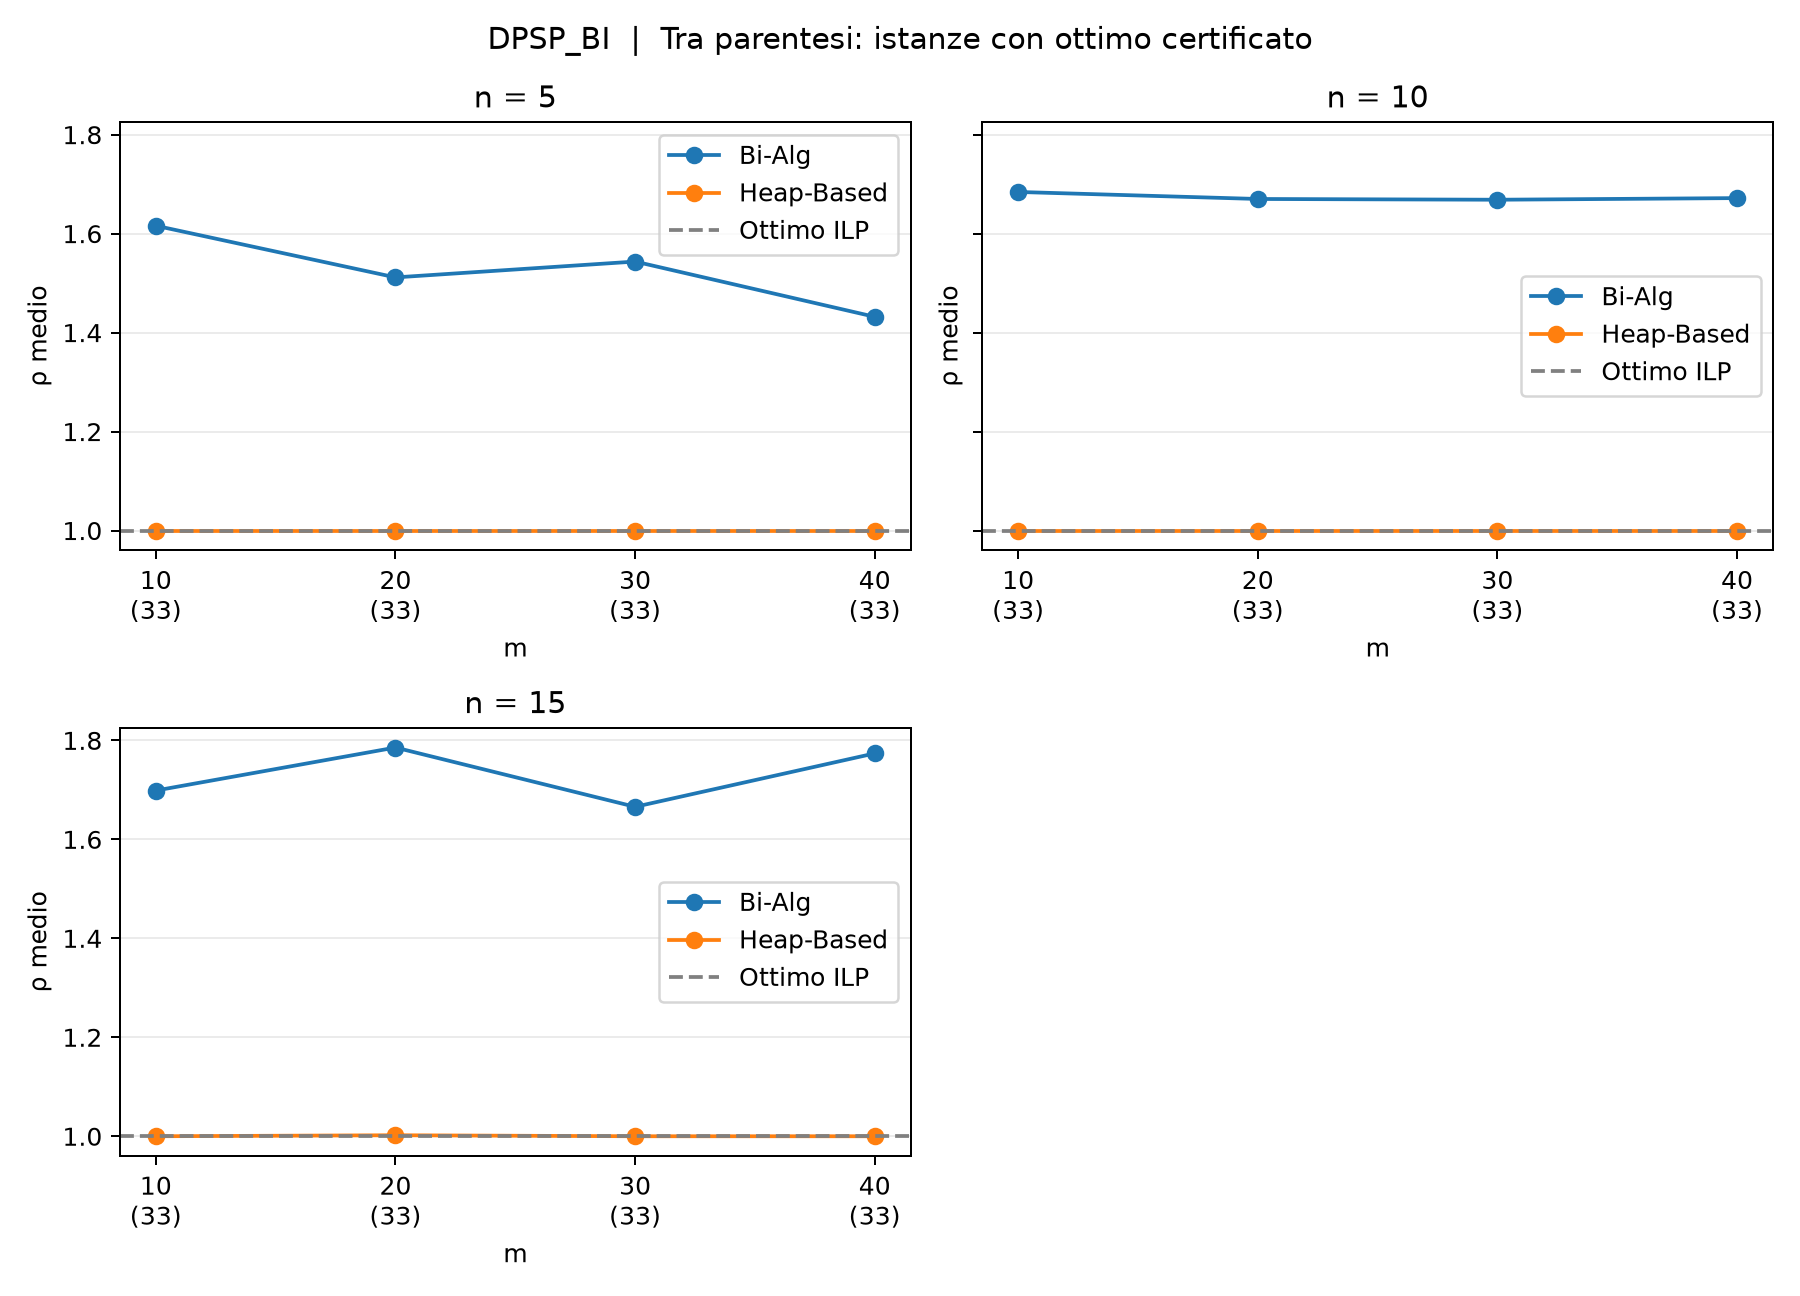 DPSP_BI | Tra parentesi: istanze con ottimo certificato
n = 5
1.8
1.6
1.4
1.2
1.0
ρ medio
Bi-Alg
Heap-Based
Ottimo ILP
10 20 30 40
(33) (33) (33) (33)
m
n = 10
ρ medio
Bi-Alg
Heap-Based
Ottimo ILP
10 20 30 40
(33) (33) (33) (33)
m
n = 15
1.8
1.6
1.4
1.2
1.0
ρ medio
Bi-Alg
Heap-Based
Ottimo ILP
10 20 30 40
(33) (33) (33) (33)
m